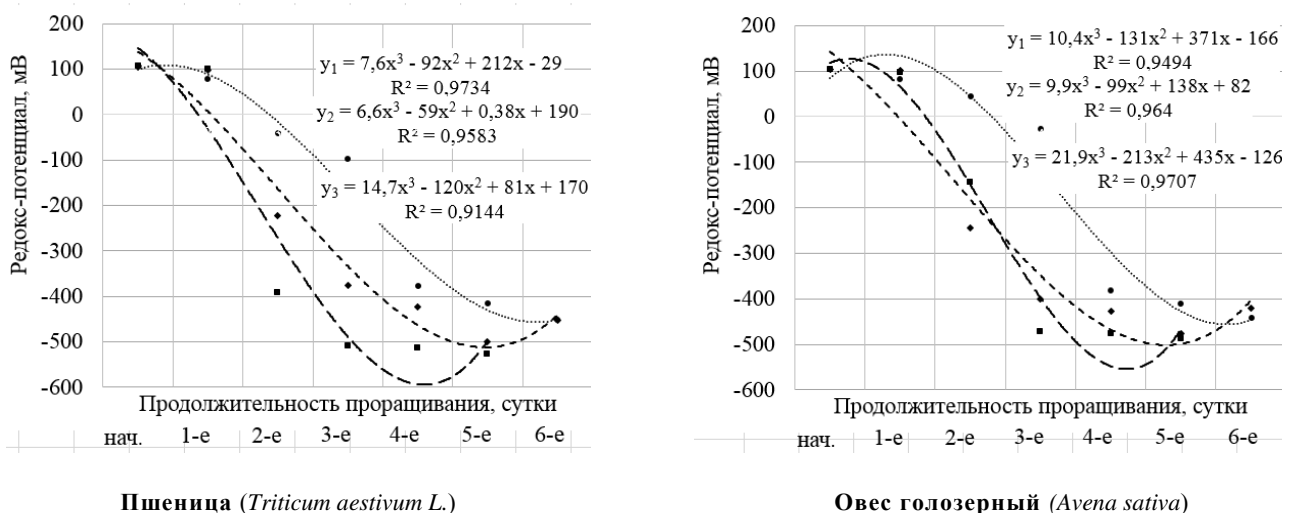 200
100
0
-100
-200
-300
-400
-500
-600
Редокс-потенциал, мВ
y₁ = 7,6x³ - 92x² + 212x - 29
R² = 0,9734
y₂ = 6,6x³ - 59x² + 0,38x + 190
R² = 0,9583
y₃ = 14,7x³ - 120x² + 81x + 170
R² = 0,9144
Продолжительность проращивания, сутки
нач. 1-е 2-е 3-е 4-е 5-е 6-е
Пшеница (Triticum aestivum L.)
200
100
0
-100
-200
-300
-400
-500
-600
Редокс-потенциал, мВ
y₁ = 10,4x³ - 131x² + 371x - 166
R² = 0,9494
y₂ = 9,9x³ - 99x² + 138x + 82
R² = 0,964
y₃ = 21,9x³ - 213x² + 435x - 126
R² = 0,9707
Продолжительность проращивания, сутки
нач. 1-е 2-е 3-е 4-е 5-е 6-е
Овес голозерный (Avena sativa)